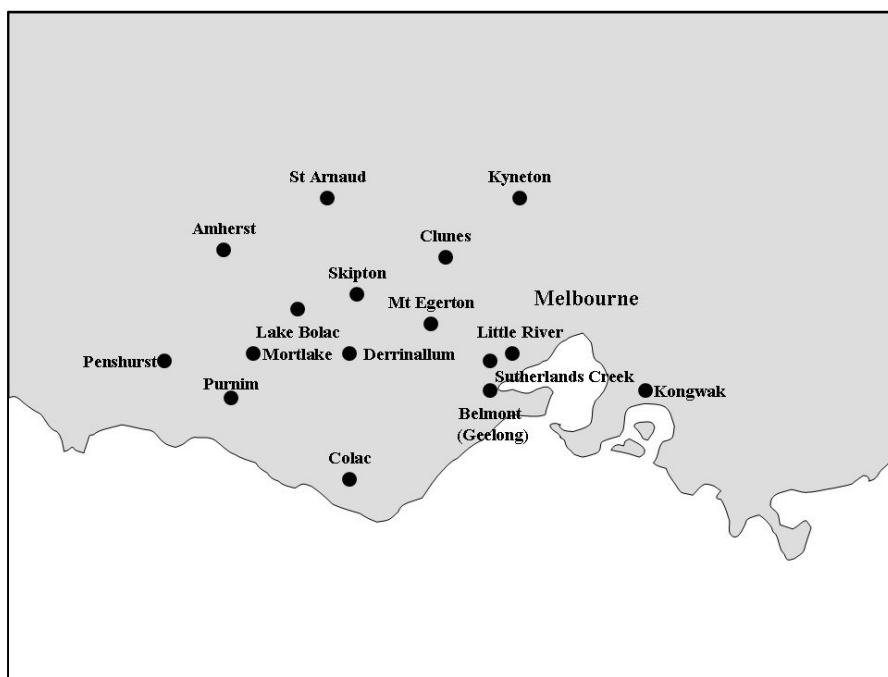 St Arnaud
Kyneton
Amherst
Clunes
Skipton
Mt Egerton
Melbourne
Lake Bolac
Little River
Penshurst
Mortlake
Derrinallum
Sutherlands Creek
Purnim
Kongwak
Belmont
(Geelong)
Colac